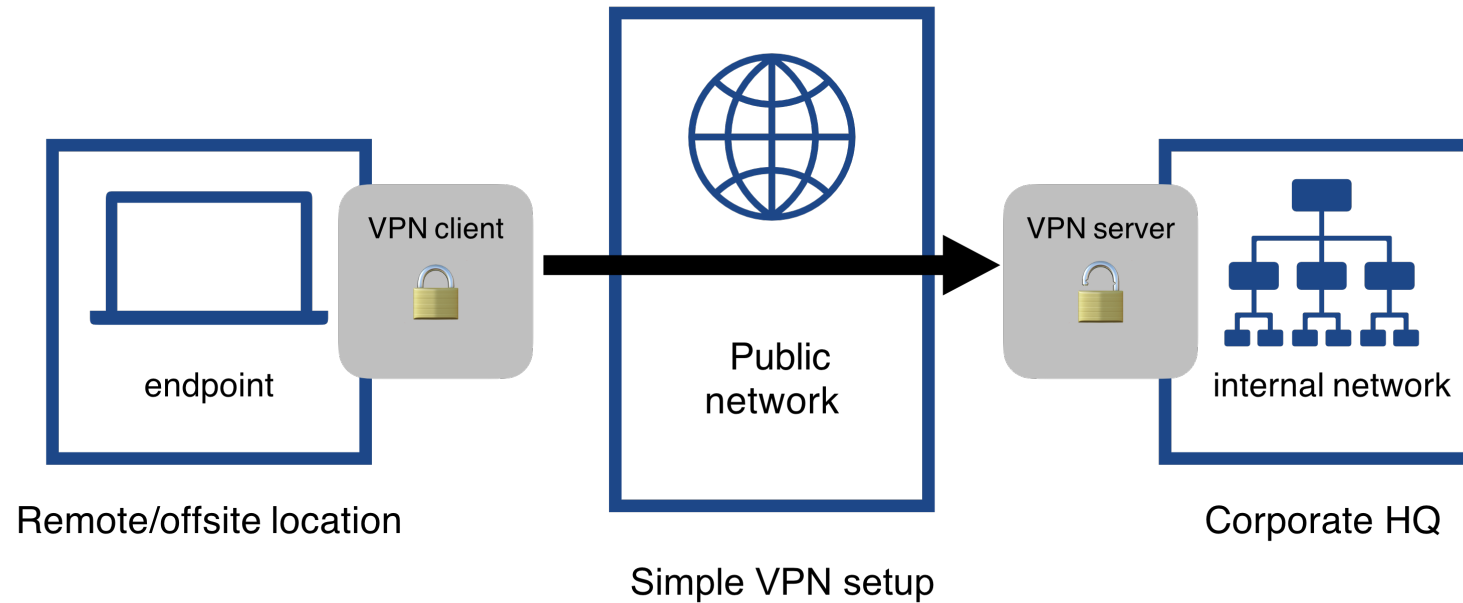 VPN client
VPN server
endpoint
Public
network
internal network
Remote/offsite location
Corporate HQ
Simple VPN setup